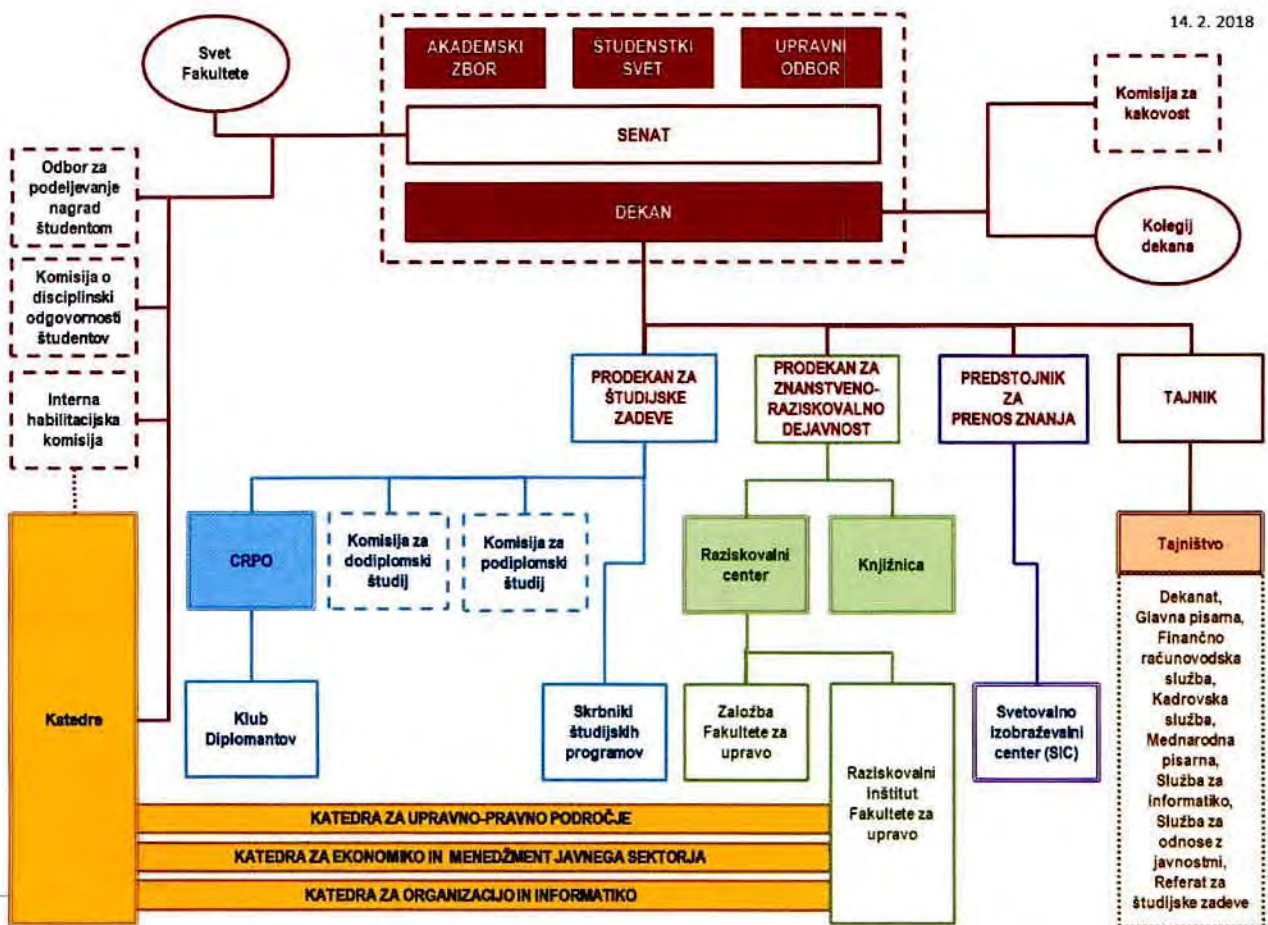 14. 2. 2018
Svet
Fakultete
AKADEMSKI
ZBOR
ŠTUDENSTKI
SVET
UPRAVNI
ODBOR
Komisija za
kakovost
SENAT
Odbor za
podeljevanje
nagrad
študentom
DEKAN
Kolegij
dekana
Komisija o
disciplinski
odgovornosti
študentov
Interna
habilitacijska
komisija
PRODEKAN ZA
ŠTUDIJSKE
ZADEVE
PRODEKAN ZA
ZNANSTVENO-
RAZISKOVALNO
DEJAVNOST
PREDSTOJNIK
ZA
PRENOS ZNANJA
TAJNIK
CRPO
Komisija za
dodiplomski
študij
Komisija za
podiplomski
študij
Raziskovalni
center
Knjižnica
Tajništvo
Dekanat,
Glavna pisarna,
Finančno
računovodska
služba,
Kadrovska
služba,
Mednarodna
pisarna,
Služba za
informatiko,
Služba za
odnose z
javnostmi,
Referat za
študijske zadeve
Katedre
Klub
Diplomantov
Skrbniki
študijskih
programov
Založba
Fakultete za
upravo
Raziskovalni
inštitut
Fakultete za
upravo
Svetovalno
izobraževalni
center (SIC)
KATEDRA ZA UPRAVNO-PRAVNO PODROČJE
KATEDRA ZA EKONOMIKO IN MENEDŽMENT JAVNEGA SEKTORJA
KATEDRA ZA ORGANIZACIJO IN INFORMATIKO